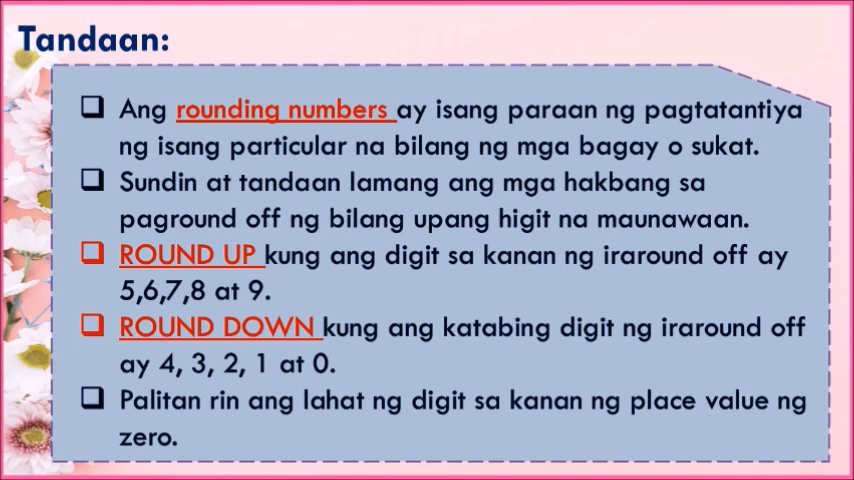 Tandaan:
Ang rounding numbers ay isang paraan ng pagtatantiya
ng isang particular na bilang ng mga bagay o sukat.
Sundin at tandaan lamang ang mga hakbang sa
paground off ng bilang upang higit na maunawaan.
ROUND UP kung ang digit sa kanan ng iraround off ay
5,6,7,8 at 9.
ROUND DOWN kung ang katabing digit ng iraround off
ay 4, 3, 2, 1 at 0.
Palitan rin ang lahat ng digit sa kanan ng place value ng
zero.